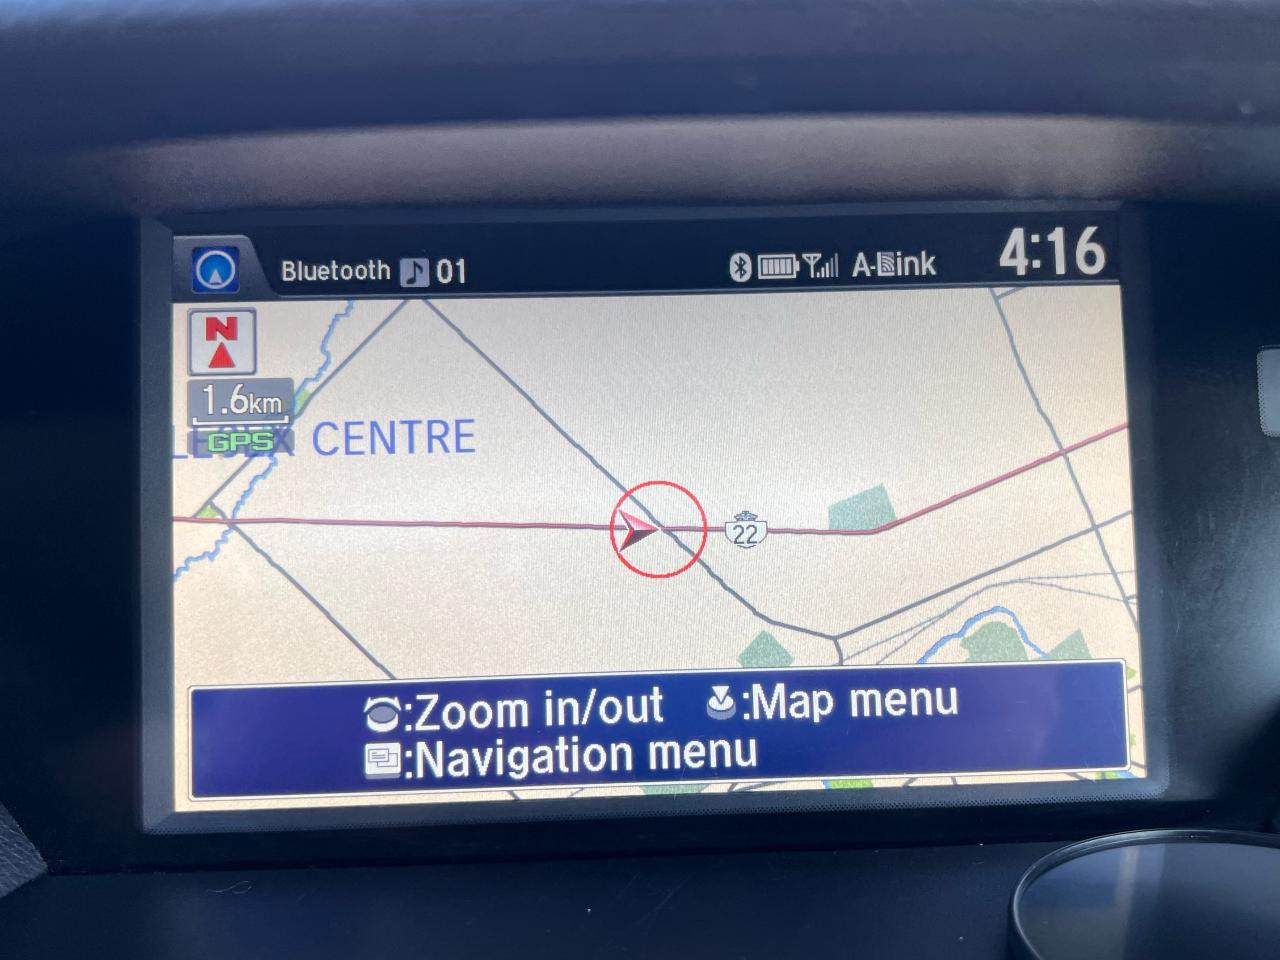 Bluetooth 01
A-Link
4:16
N
1.6km
GPS
CENTRE
22
:Zoom in/out :Map menu
:Navigation menu